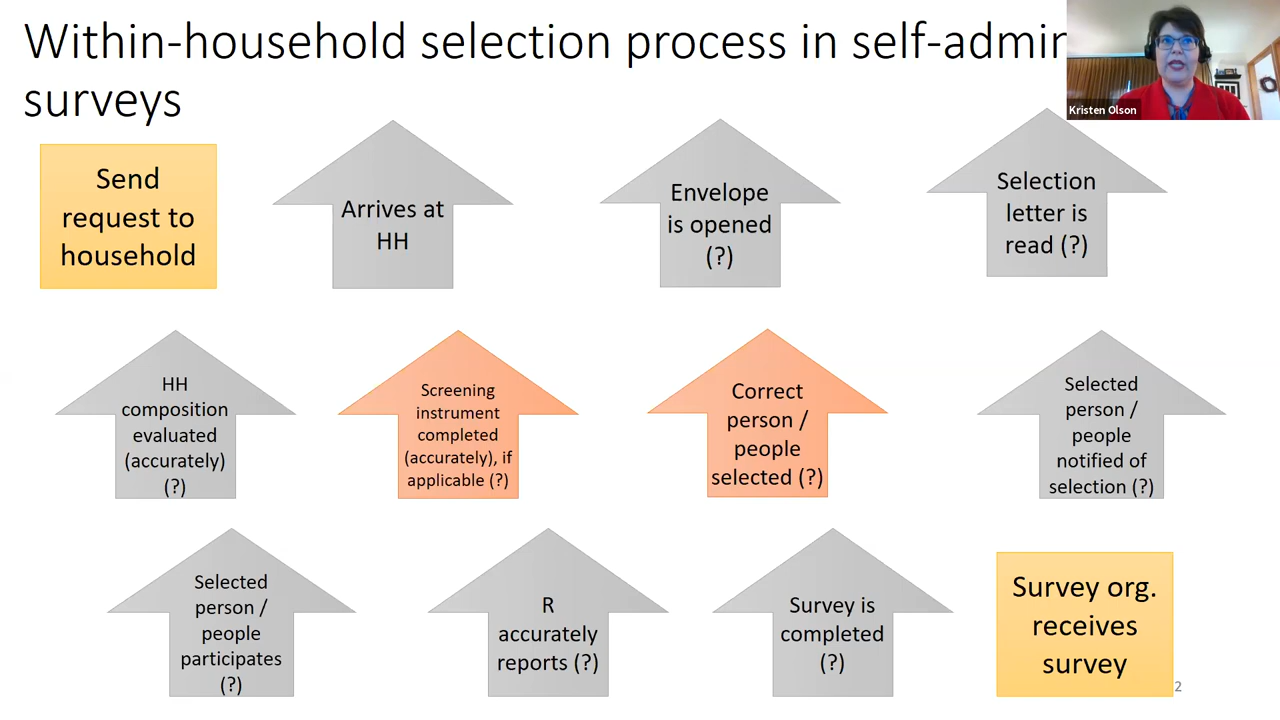 Within-household selection process in self-admin
surveys
Kristen Olson
Send
request to
household
Arrives at
HH
Envelope
is opened
(?)
Selection
letter is
read (?)
HH
composition
evaluated
(accurately)
(?)
Screening
instrument
completed
(accurately), if
applicable (?)
Correct
person /
people
selected (?)
Selected
person /
people
notified of
selection (?)
Selected
person /
people
participates
(?)
R
accurately
reports (?)
Survey is
completed
(?)
Survey org.
receives
survey
2